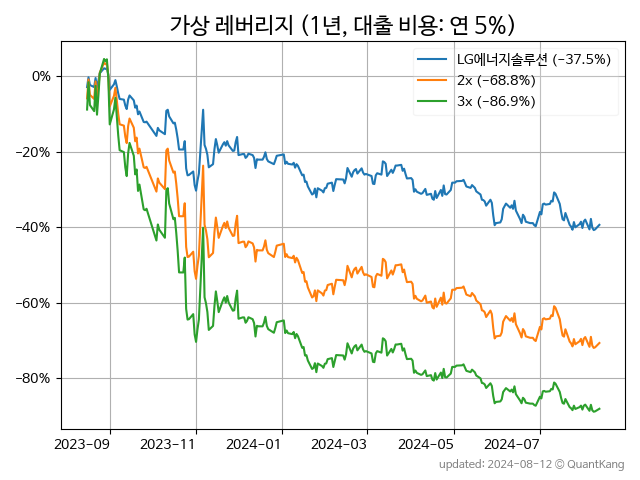 가상 레버리지 (1년, 대출 비용: 연 5%)
LG에너지솔루션 (−37.5%)
2x (−68.8%)
3x (−86.9%)
0%
−20%
−40%
−60%
−80%
2023-09 2023-11 2024-01 2024-03 2024-05 2024-07
updated: 2024-08-12 © QuantKang